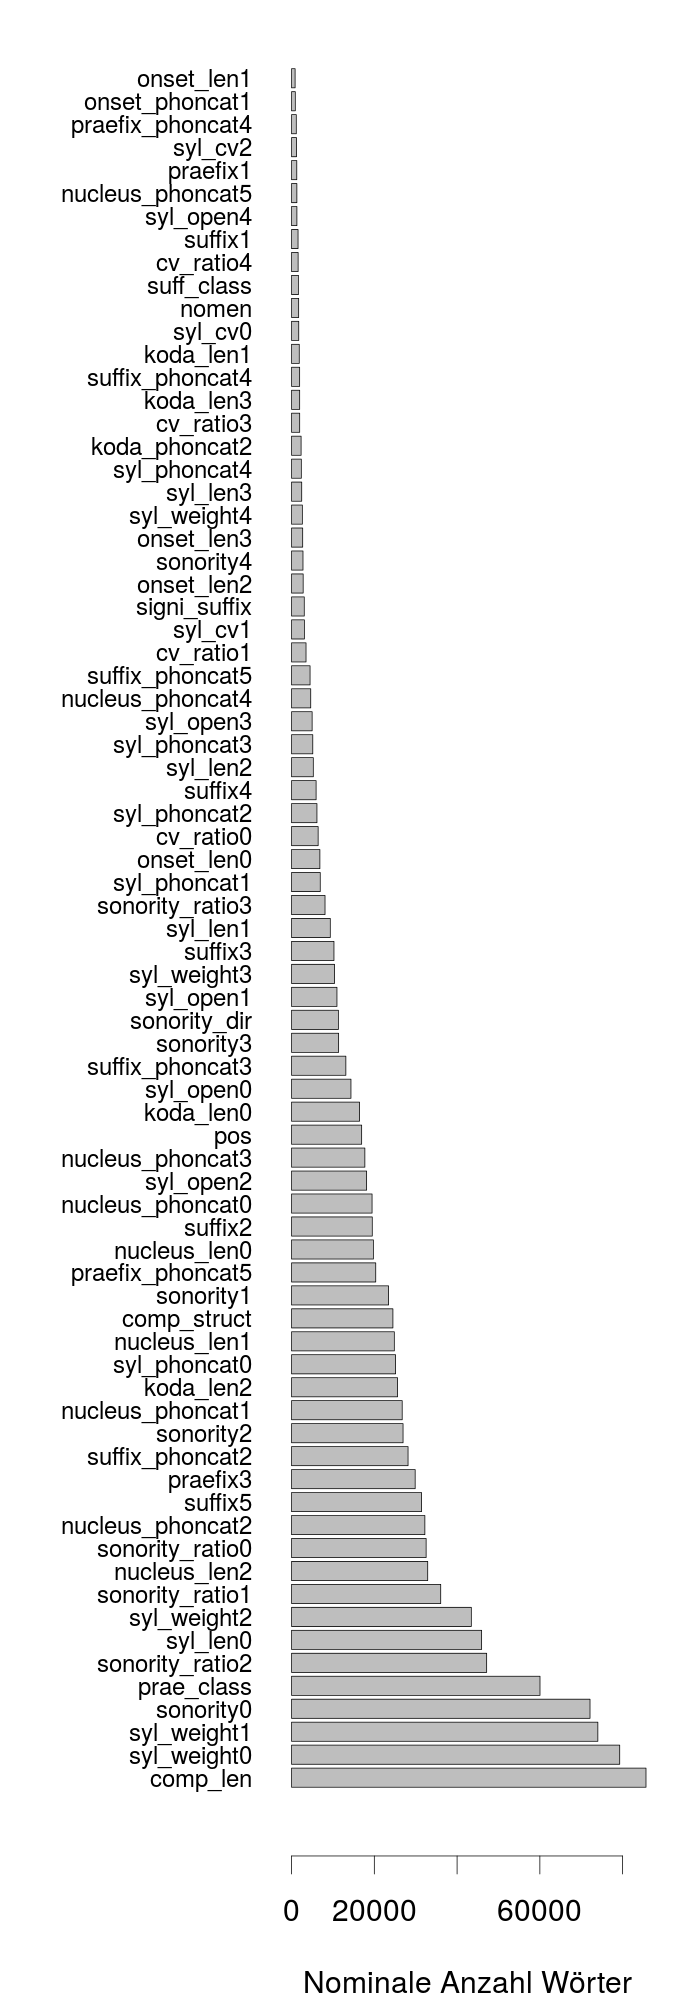 onset_len1
onset_phoncat1
praefix_phoncat4
syl_cv2
praefix1
nucleus_phoncat5
syl_open4
suffix1
cv_ratio4
suff_class
nomen
syl_cv0
koda_len1
suffix_phoncat4
koda_len3
cv_ratio3
koda_phoncat2
syl_phoncat4
syl_len3
syl_weight4
onset_len3
sonority4
onset_len2
signi_suffix
syl_cv1
cv_ratio1
suffix_phoncat5
nucleus_phoncat4
syl_open3
syl_phoncat3
syl_len2
suffix4
syl_phoncat2
cv_ratio0
onset_len0
syl_phoncat1
sonority_ratio3
syl_len1
suffix3
syl_weight3
syl_open1
sonority_dir
sonority3
suffix_phoncat3
syl_open0
koda_len0
pos
nucleus_phoncat3
syl_open2
nucleus_phoncat0
suffix2
nucleus_len0
praefix_phoncat5
sonority1
comp_struct
nucleus_len1
syl_phoncat0
koda_len2
nucleus_phoncat1
sonority2
suffix_phoncat2
praefix3
suffix5
nucleus_phoncat2
sonority_ratio0
nucleus_len2
sonority_ratio1
syl_weight2
syl_len0
sonority_ratio2
prae_class
sonority0
syl_weight1
syl_weight0
comp_len
0 20000 60000
Nominale Anzahl Wörter